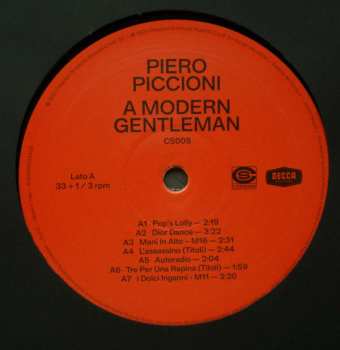 PIERO
PICCIONI
A MODERN
GENTLEMAN
CS005
Lato A
33 + 1 / 3 rpm
DECCA
A1 Pop's Lolly — 2:19
A2 Dior Dance — 3:22
A3 Mani In Alto - M16 — 2:31
A4 L'assassino (Titoli) — 2:44
A5 Autoradio — 2:04
A6 Tre Per Una Rapina (Titoli) — 1:59
A7 I Dolci Inganni - M11 — 3:20